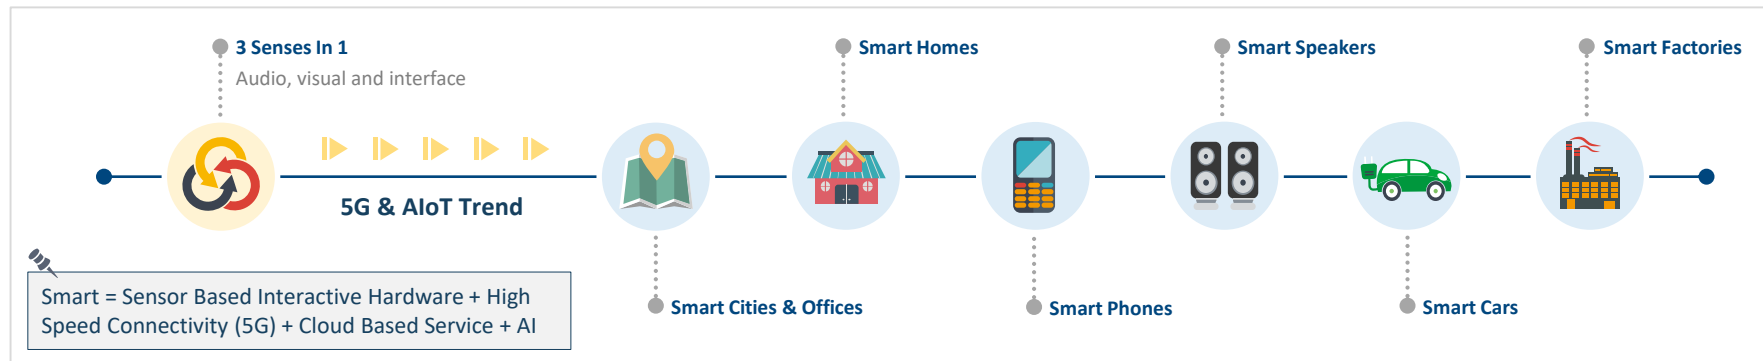 3 Senses In 1
Audio, visual and interface
5G & AIoT Trend
Smart = Sensor Based Interactive Hardware + High
Speed Connectivity (5G) + Cloud Based Service + AI
Smart Cities & Offices
Smart Homes
Smart Phones
Smart Speakers
Smart Cars
Smart Factories